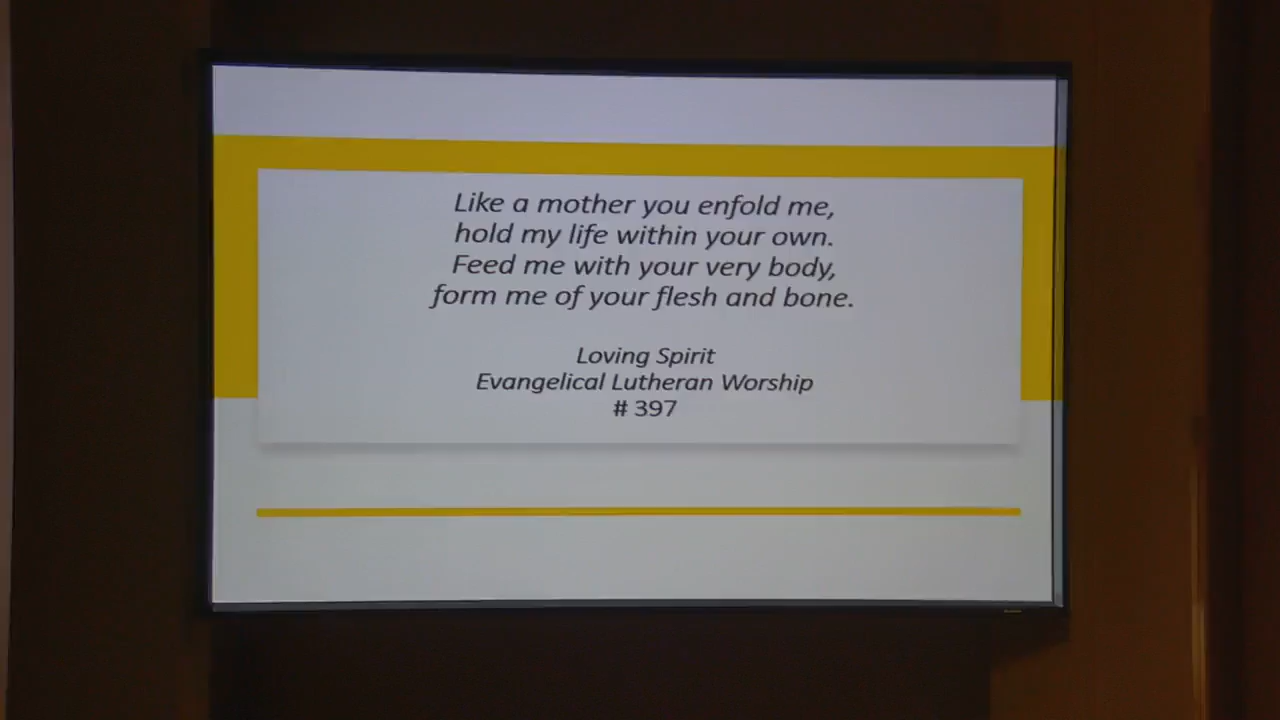 Like a mother you enfold me,
hold my life within your own.
Feed me with your very body,
form me of your flesh and bone.
Loving Spirit
Evangelical Lutheran Worship
# 397